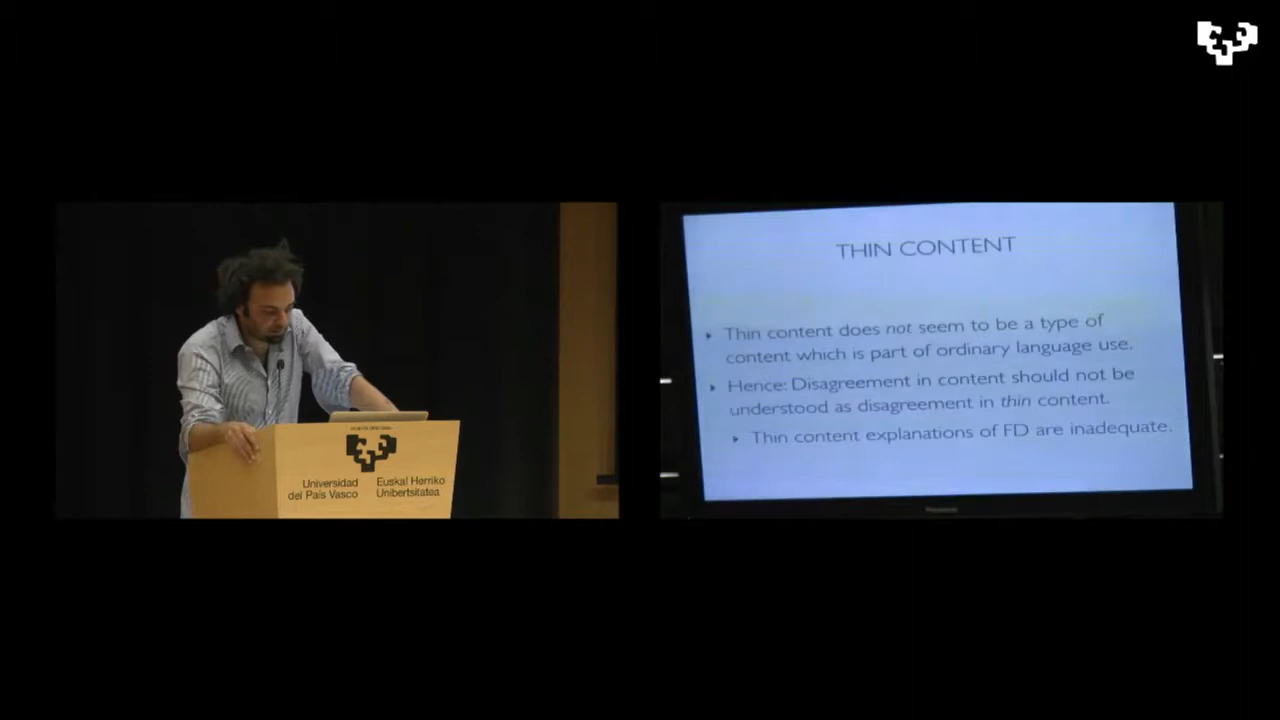 Universidad
del País Vasco
Euskal Herriko
Unibertsitatea
THIN CONTENT
Thin content does not seem to be a type of
content which is part of ordinary language use.
Hence: Disagreement in content should not be
understood as disagreement in thin content.
Thin content explanations of FD are inadequate.
Panasonic